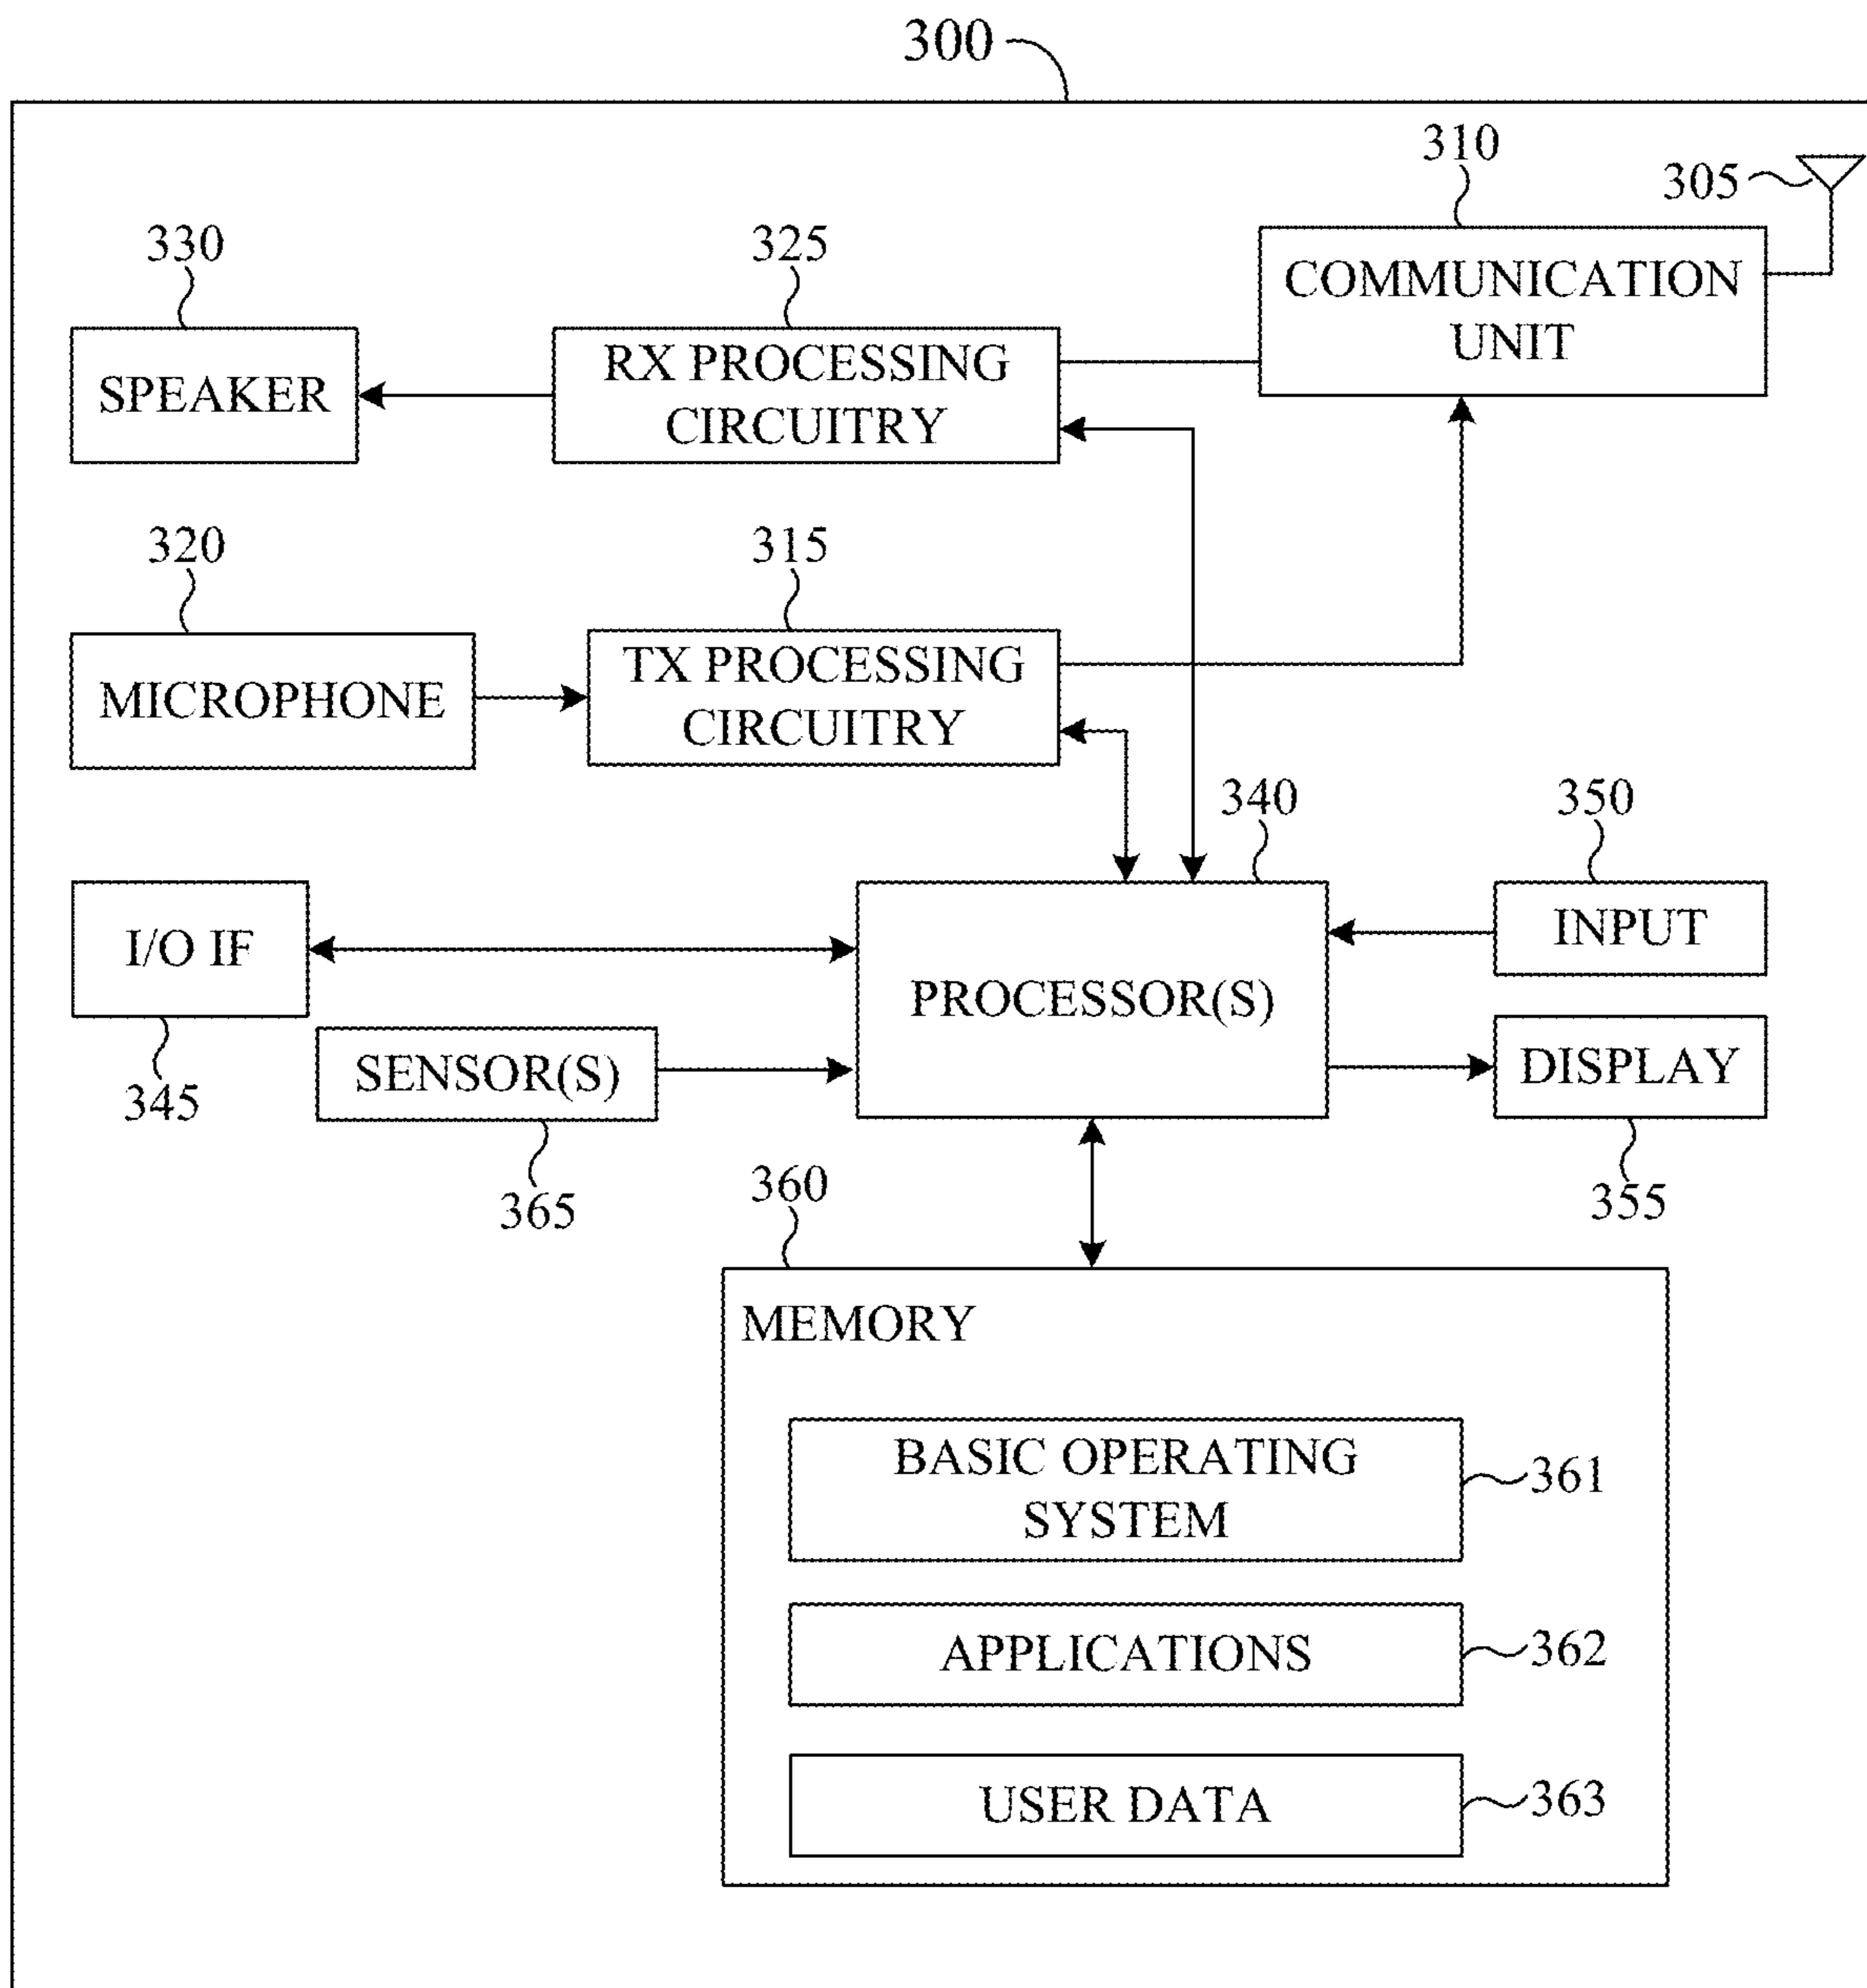 300
310
305
COMMUNICATION
UNIT
330
325
SPEAKER
RX PROCESSING
CIRCUITRY
320
315
MICROPHONE
TX PROCESSING
CIRCUITRY
340
350
I/O IF
PROCESSOR(S)
INPUT
345
SENSOR(S)
365
DISPLAY
355
360
MEMORY
BASIC OPERATING
SYSTEM
361
APPLICATIONS
362
USER DATA
363